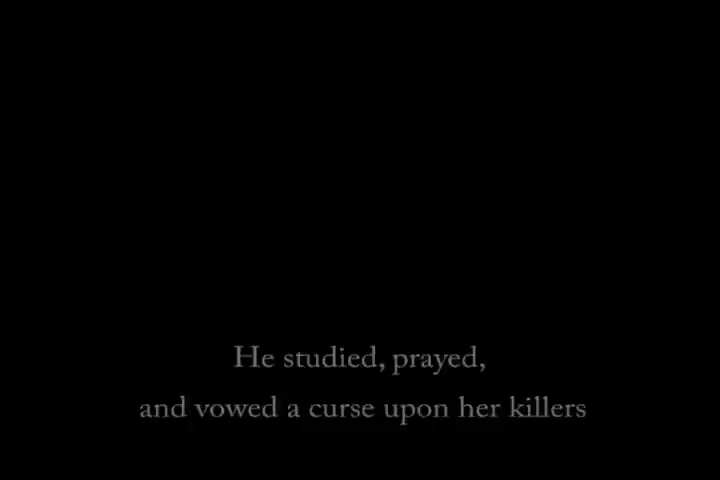 He studied, prayed,
and vowed a curse upon her killers